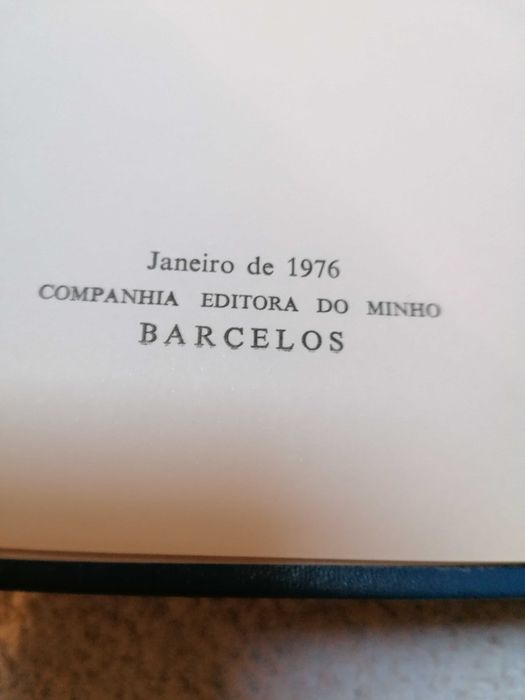 Janeiro de 1976
COMPANHIA EDITORA DO MINHO
BARCELOS